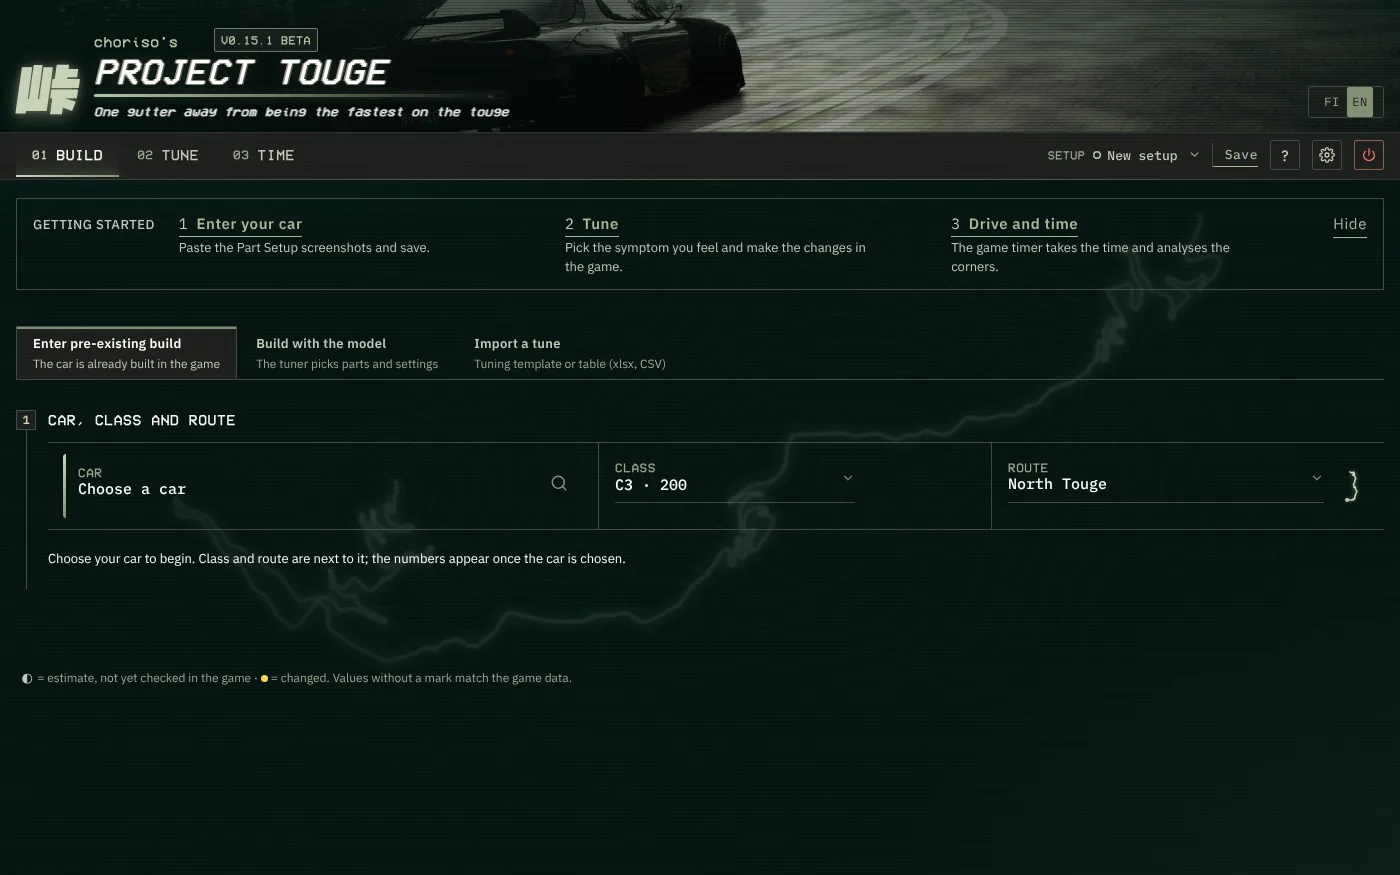 choriso's
V0.15.1 BETA
PROJECT TOUGE
One gutter away from being the fastest on the touge
FI EN
01 BUILD
02 TUNE
03 TIME
SETUP New setup
Save
?
GETTING STARTED
1 Enter your car
Paste the Part Setup screenshots and save.
2 Tune
Pick the symptom you feel and make the changes in
the game.
3 Drive and time
The game timer takes the time and analyses the
corners.
Hide
Enter pre-existing build
The car is already built in the game
Build with the model
The tuner picks parts and settings
Import a tune
Tuning template or table (xlsx, CSV)
1 CAR, CLASS AND ROUTE
CAR
Choose a car
CLASS
C3 · 200
ROUTE
North Touge
Choose your car to begin. Class and route are next to it; the numbers appear once the car is chosen.
= estimate, not yet checked in the game · = changed. Values without a mark match the game data.